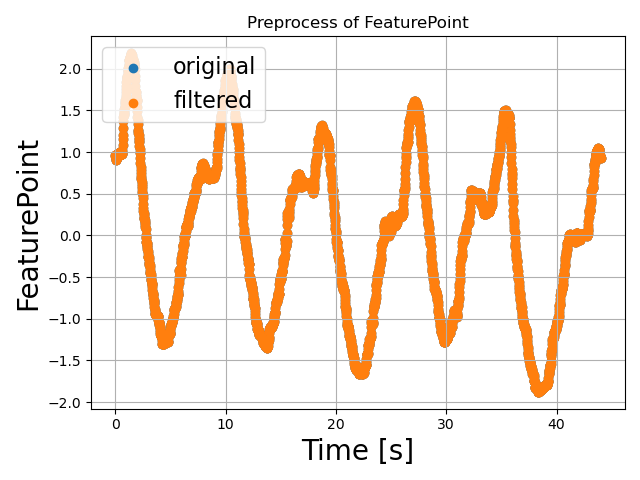 Preprocess of FeaturePoint
original
filtered
FeaturePoint
2.0
1.5
1.0
0.5
0.0
−0.5
−1.0
−1.5
−2.0
0 10 20 30 40
Time [s]